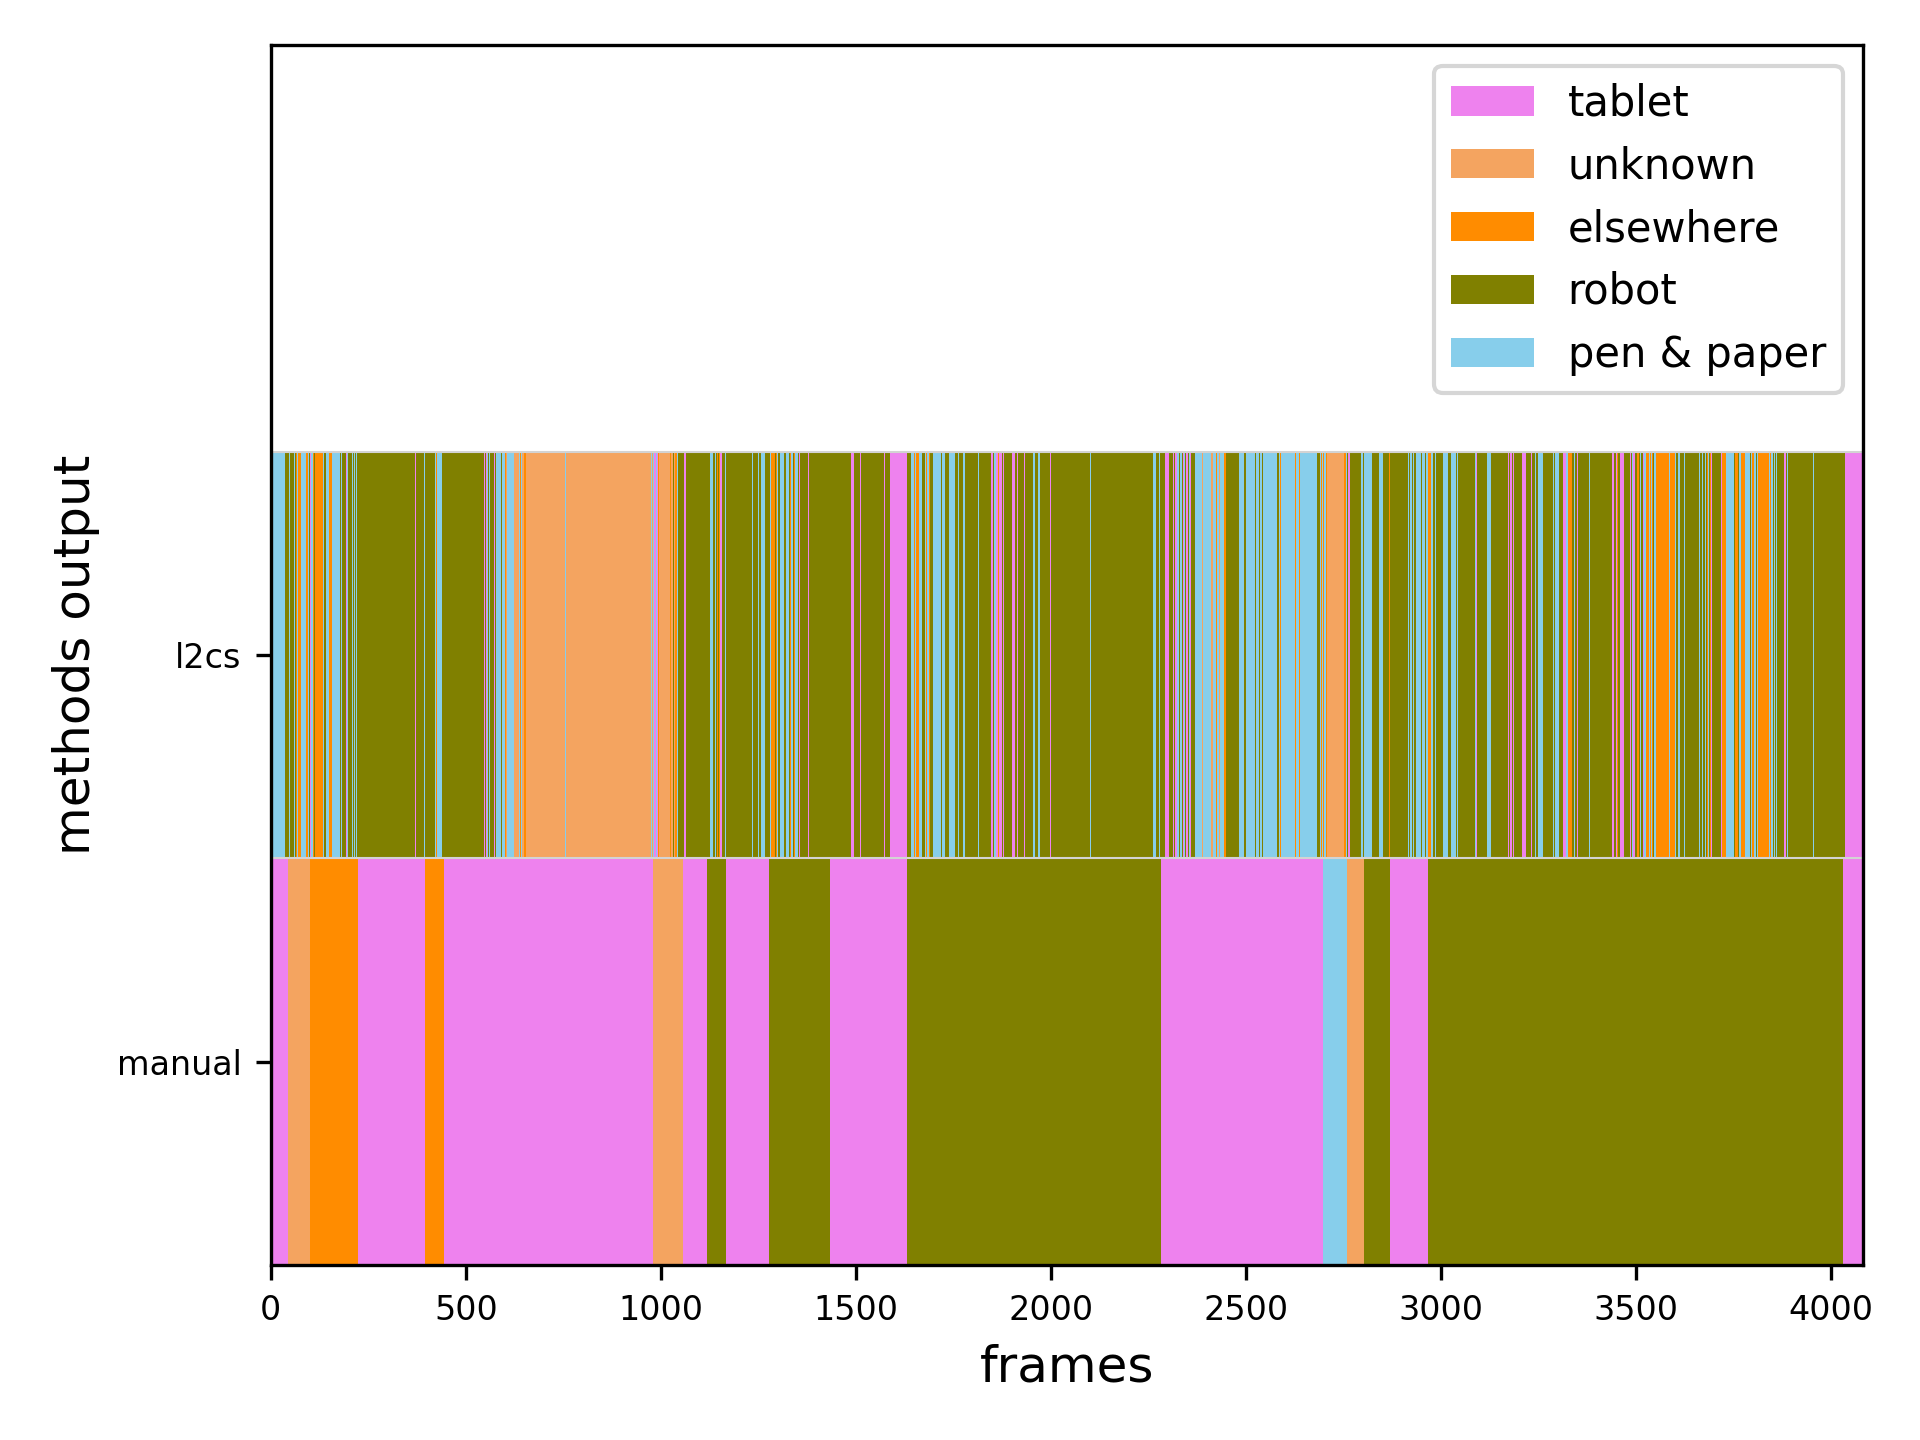 tablet
unknown
elsewhere
robot
pen & paper
methods output
l2cs
manual
0 500 1000 1500 2000 2500 3000 3500 4000
frames